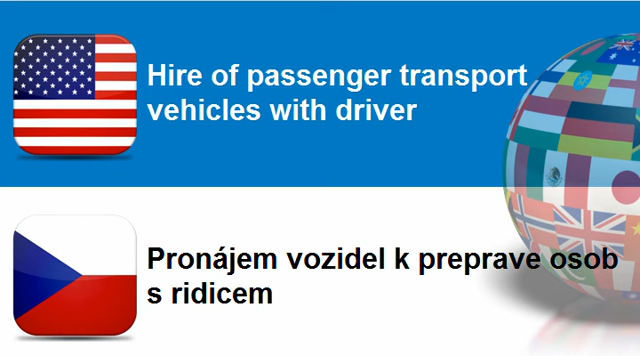 Hire of passenger transport
vehicles with driver
Pronájem vozidel k preprave osob
s ridicem